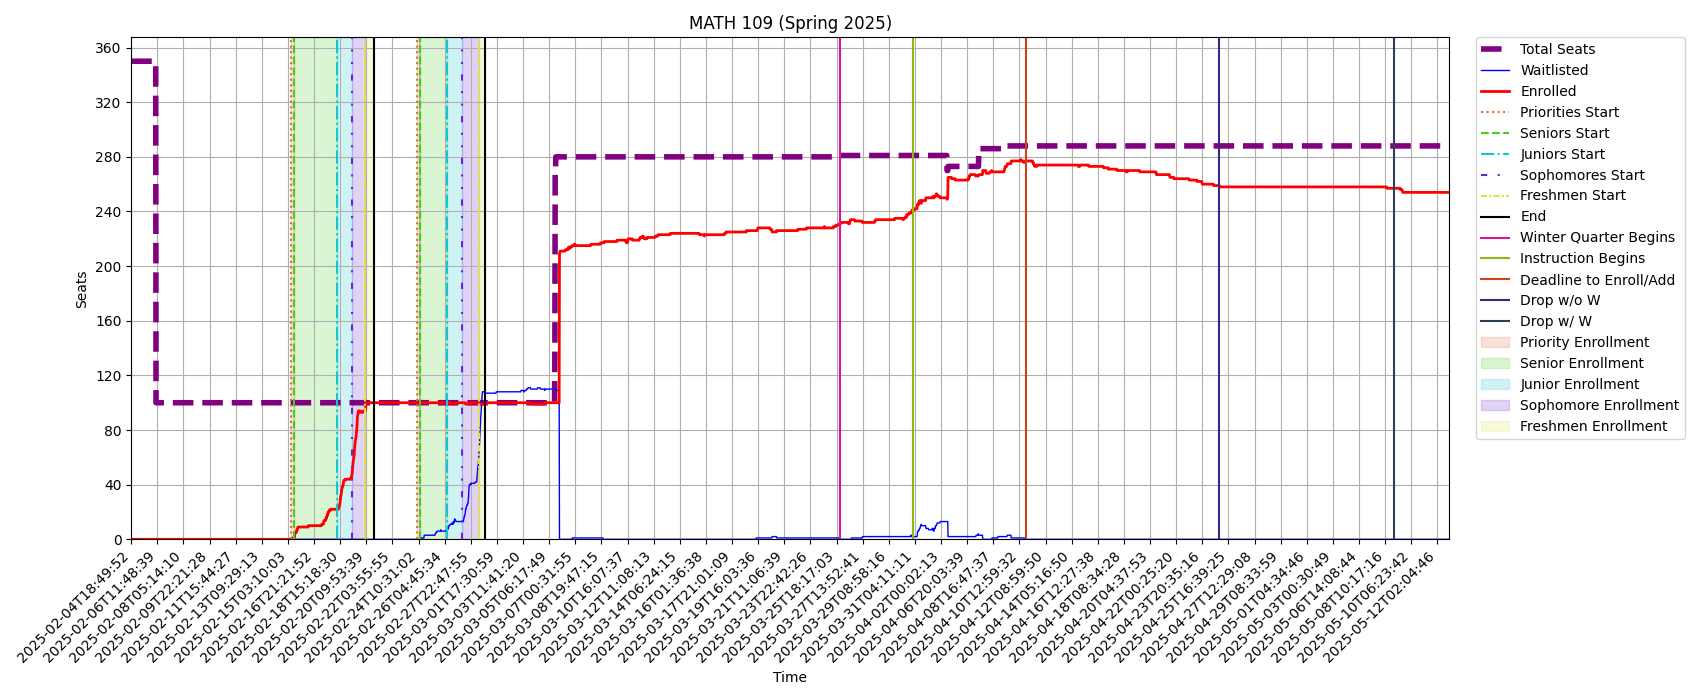 MATH 109 (Spring 2025)
Seats
360
320
280
240
200
160
120
80
40
0
2025-02-04T18:49:52
2025-02-06T11:48:39
2025-02-08T05:14:10
2025-02-09T22:21:28
2025-02-11T15:44:27
2025-02-13T09:29:13
2025-02-15T03:10:03
2025-02-16T21:21:52
2025-02-18T15:18:30
2025-02-20T09:53:39
2025-02-22T03:55:55
2025-02-24T10:31:02
2025-02-26T04:45:34
2025-02-27T22:47:55
2025-03-01T17:30:59
2025-03-03T11:41:20
2025-03-05T06:17:49
2025-03-07T00:31:55
2025-03-08T19:47:15
2025-03-10T16:07:37
2025-03-12T11:08:13
2025-03-14T06:24:15
2025-03-16T01:36:38
2025-03-17T21:01:09
2025-03-19T16:03:36
2025-03-21T11:06:39
2025-03-23T22:42:26
2025-03-25T18:17:03
2025-03-27T13:52:41
2025-03-29T08:58:16
2025-03-31T04:11:11
2025-04-02T00:02:13
2025-04-06T20:03:39
2025-04-08T16:47:37
2025-04-10T12:59:32
2025-04-12T08:59:50
2025-04-14T05:16:50
2025-04-16T12:27:38
2025-04-18T08:34:28
2025-04-20T04:37:53
2025-04-22T00:25:20
2025-04-23T20:35:16
2025-04-25T16:39:25
2025-04-27T12:29:08
2025-04-29T08:33:59
2025-05-01T04:34:46
2025-05-03T00:30:49
2025-05-06T14:08:44
2025-05-08T10:17:16
2025-05-10T06:23:42
2025-05-12T02:04:46
Time
Total Seats
Waitlisted
Enrolled
Priorities Start
Seniors Start
Juniors Start
Sophomores Start
Freshmen Start
End
Winter Quarter Begins
Instruction Begins
Deadline to Enroll/Add
Drop w/o W
Drop w/ W
Priority Enrollment
Senior Enrollment
Junior Enrollment
Sophomore Enrollment
Freshmen Enrollment